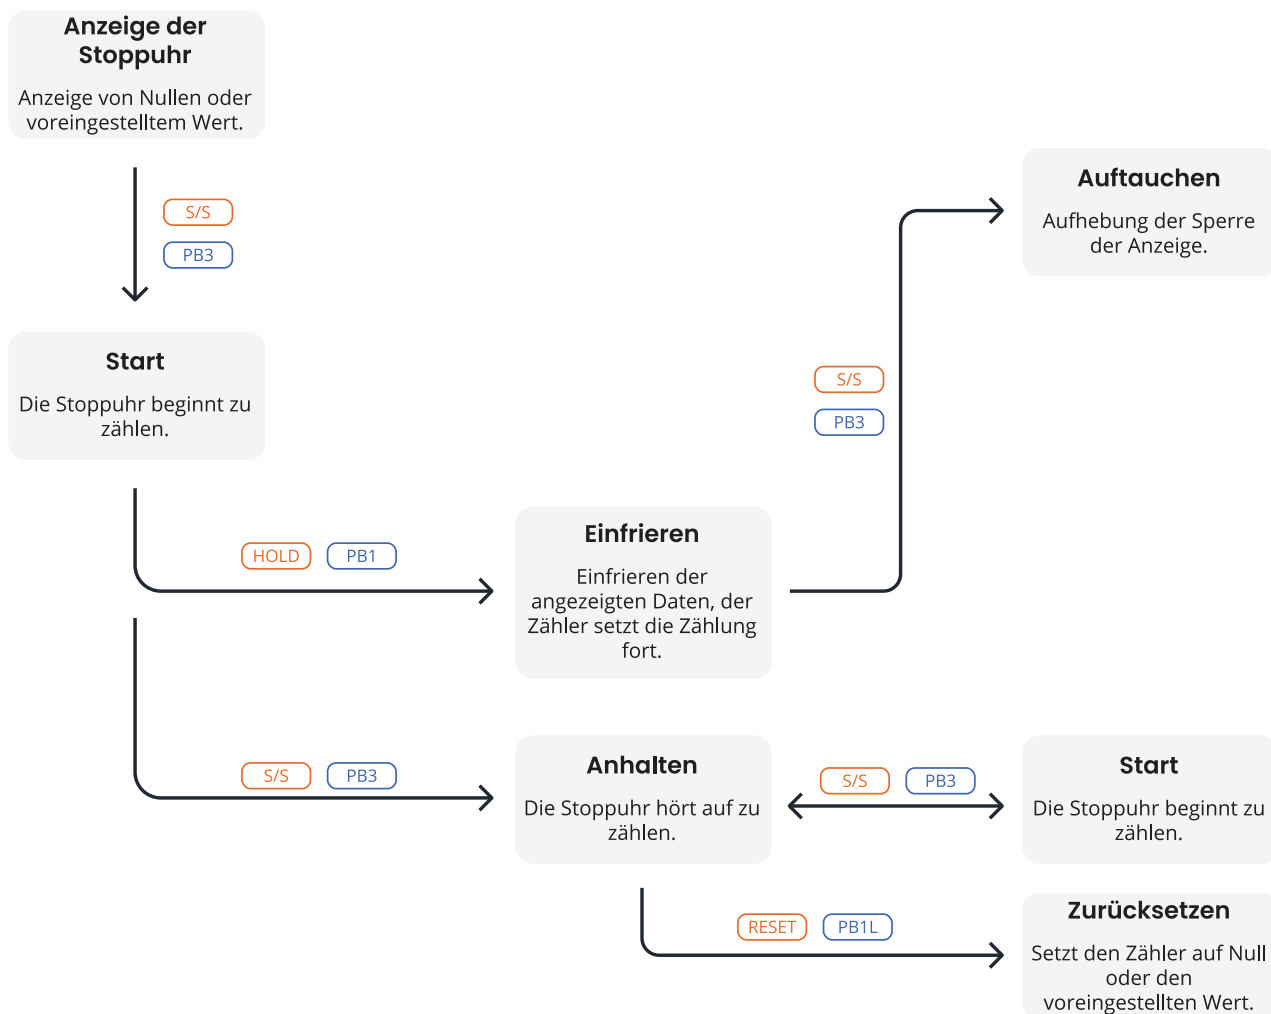 Anzeige der
Stoppuhr
Anzeige von Nullen oder
voreingestelltem Wert.
S/S
PB3
Start
Die Stoppuhr beginnt zu
zählen.
Auftauchen
Aufhebung der Sperre
der Anzeige.
S/S
PB3
HOLD PB1
Einfrieren
Einfrieren der
angezeigten Daten, der
Zähler setzt die Zählung
fort.
S/S PB3
Anhalten
Die Stoppuhr hört auf zu
zählen.
S/S PB3
Start
Die Stoppuhr beginnt zu
zählen.
RESET PB1L
Zurücksetzen
Setzt den Zähler auf Null
oder den
voreingestellten Wert.